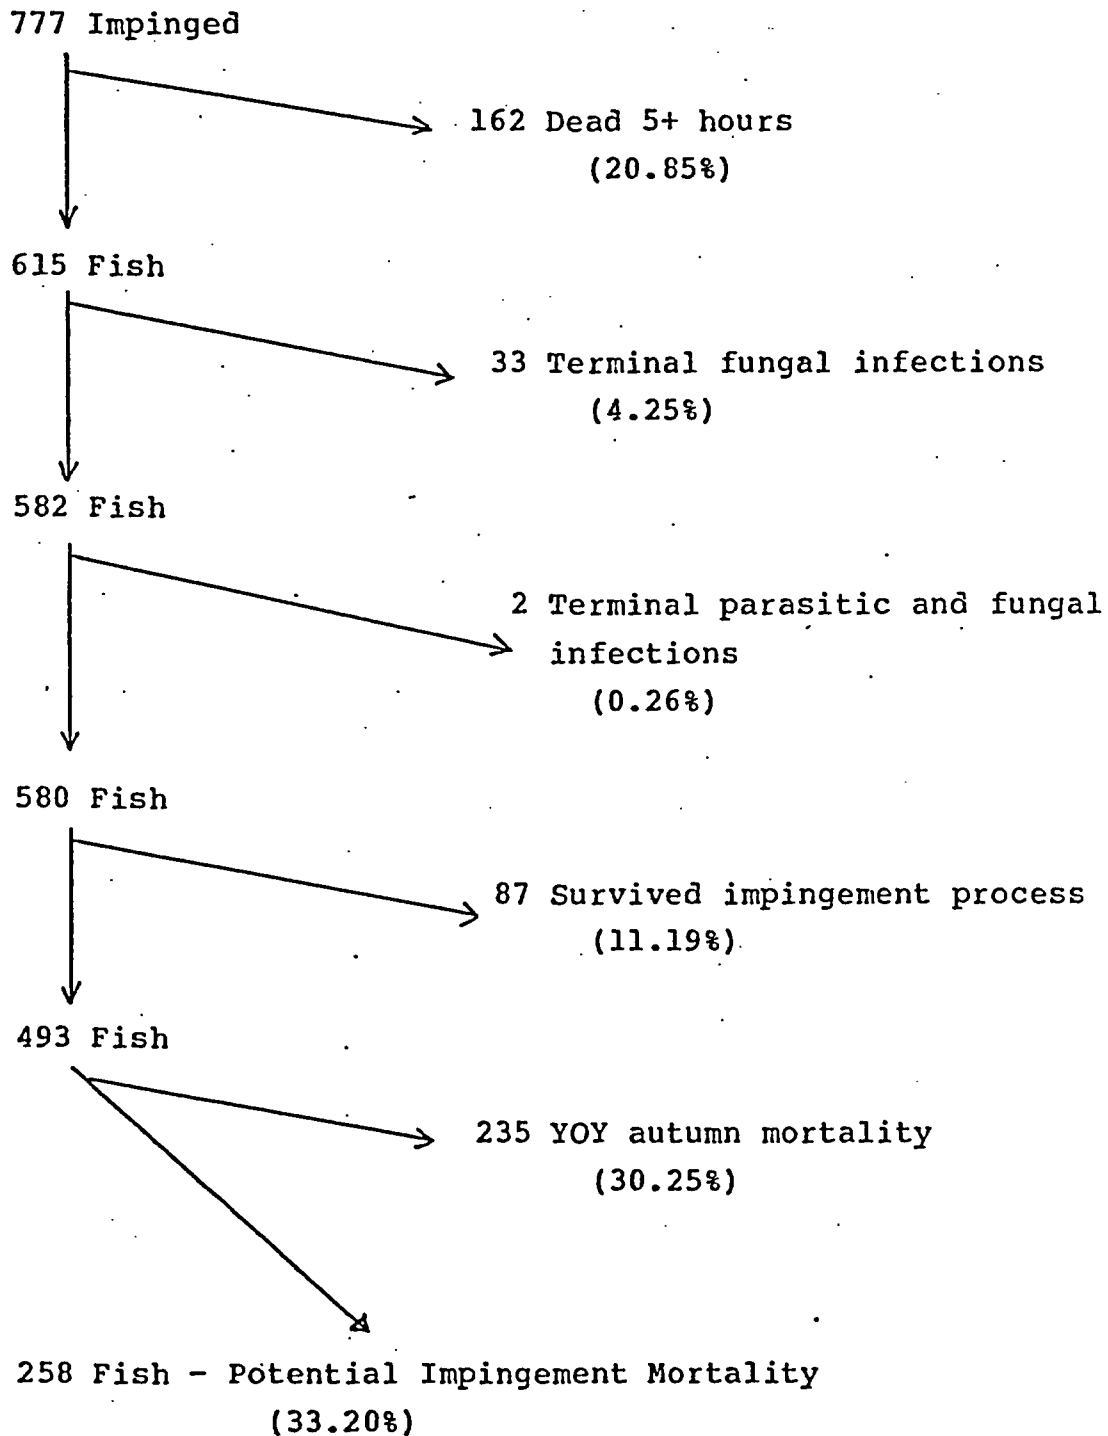 777 Impinged
162 Dead 5+ hours
(20.85%)
615 Fish
33 Terminal fungal infections
(4.25%)
582 Fish
2 Terminal parasitic and fungal
infections
(0.26%)
580 Fish
87 Survived impingement process
(11.19%)
493 Fish
235 YOY autumn mortality
(30.25%)
258 Fish - Potential Impingement Mortality
(33.20%)